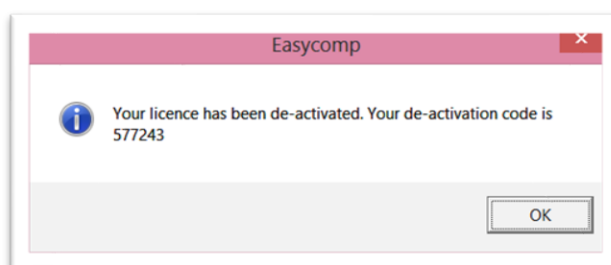 Easycomp
Your licence has been de-activated. Your de-activation code is
577243
OK